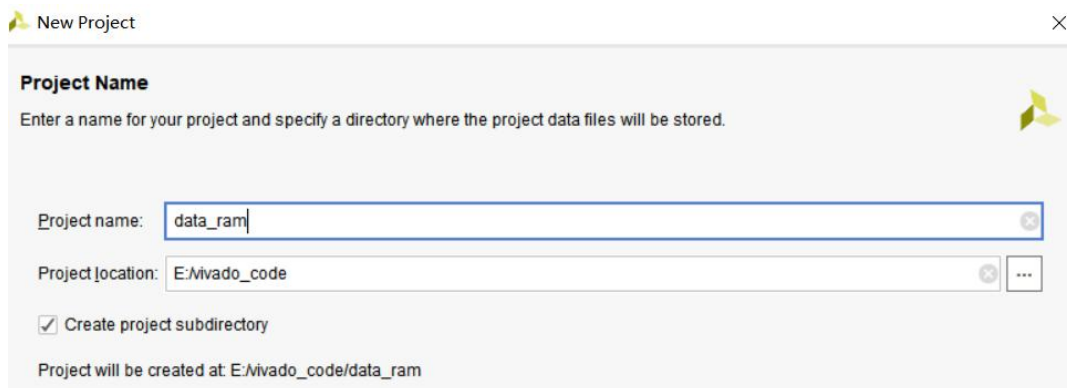 New Project
Project Name
Enter a name for your project and specify a directory where the project data files will be stored.
Project name: data_ram
Project location: E:/vivado_code
...
Create project subdirectory
Project will be created at: E:/vivado_code/data_ram